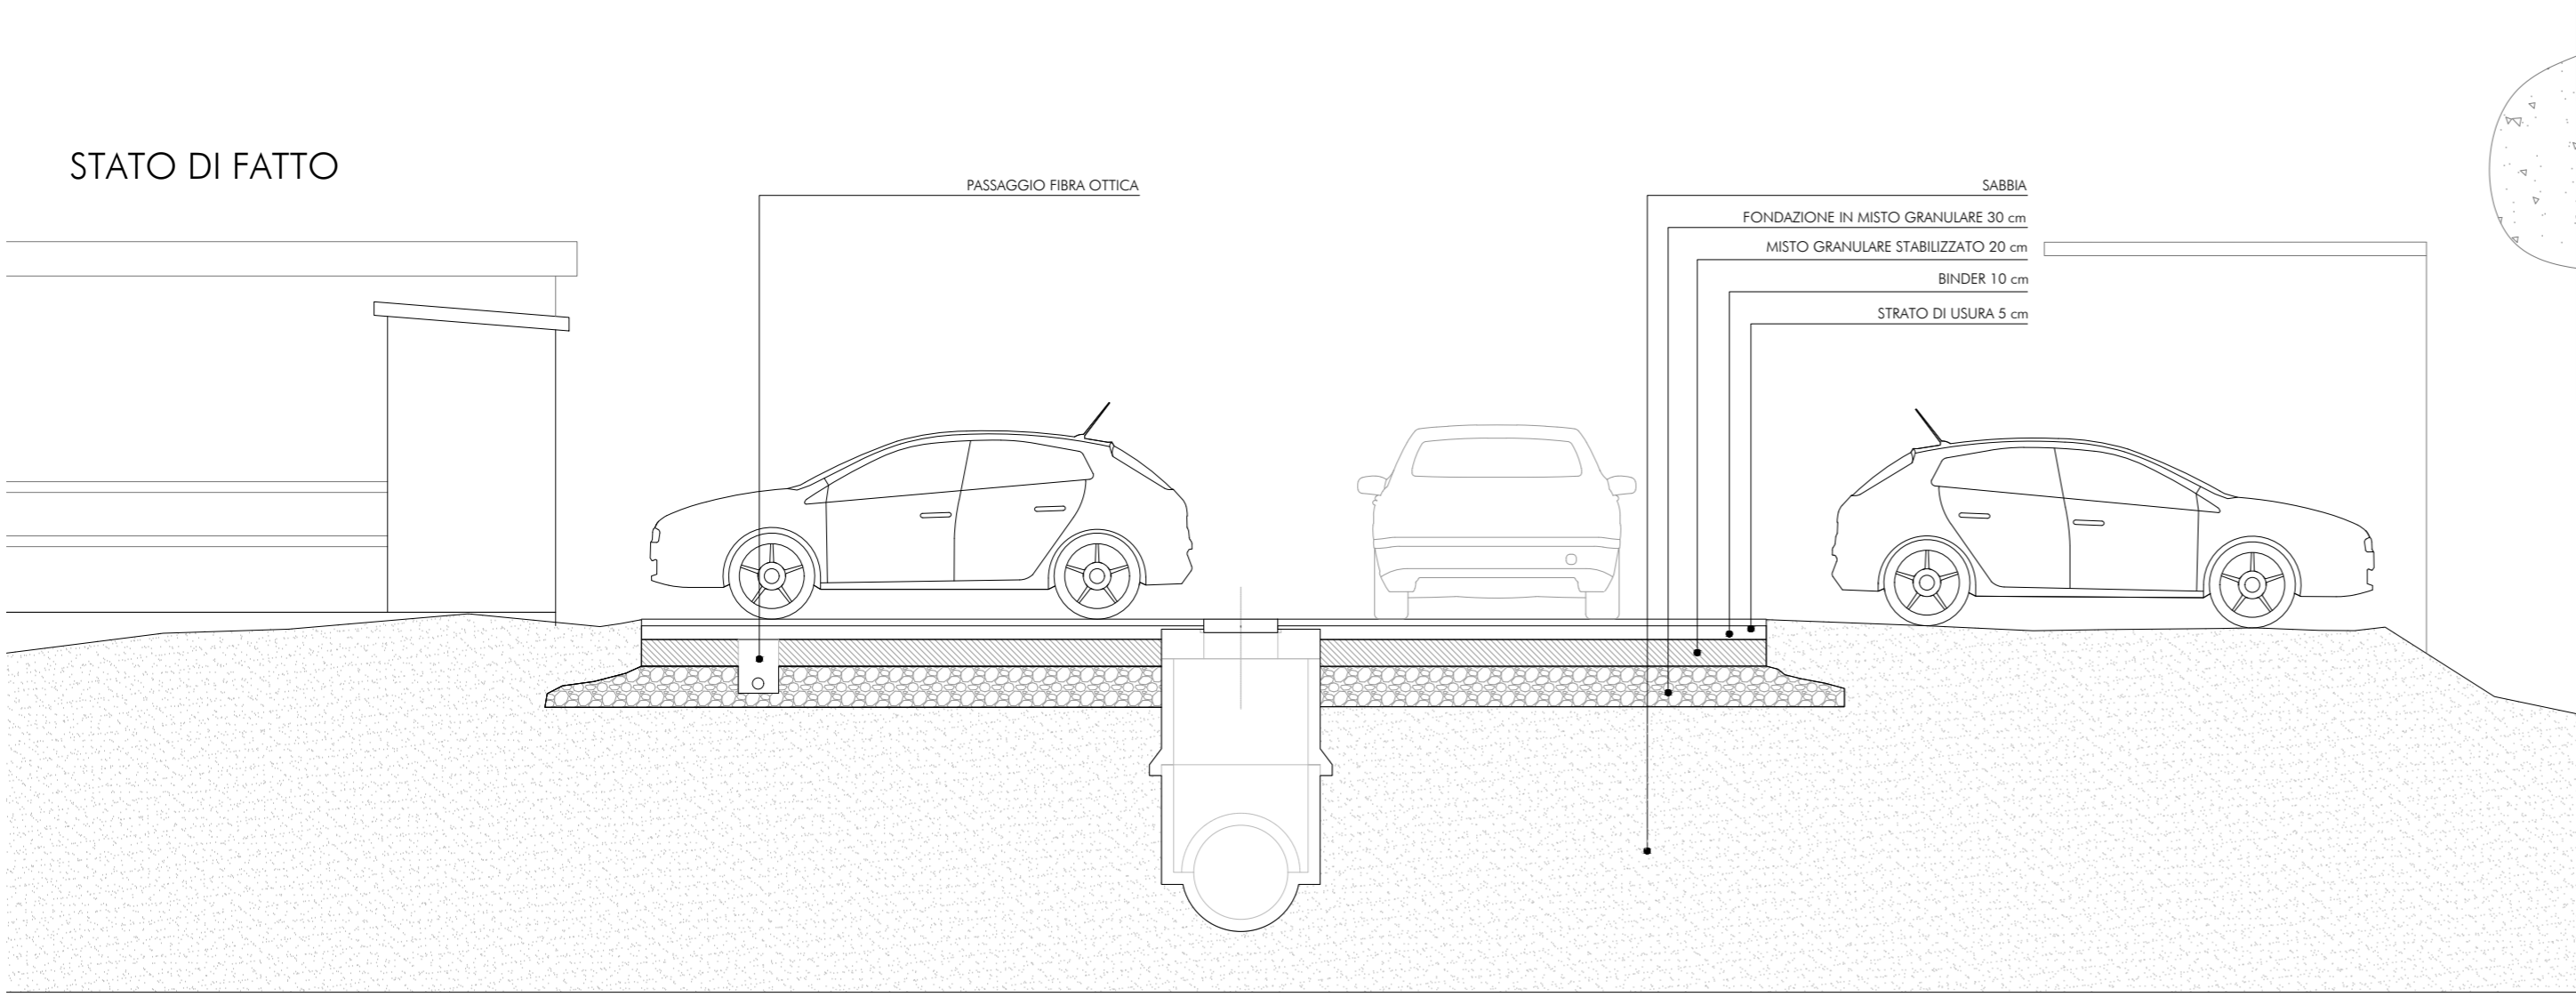 STATO DI FATTO
PASSAGGIO FIBRA OTTICA
SABBIA
FONDAZIONE IN MISTO GRANULARE 30 cm
MISTO GRANULARE STABILIZZATO 20 cm
BINDER 10 cm
STRATO DI USURA 5 cm